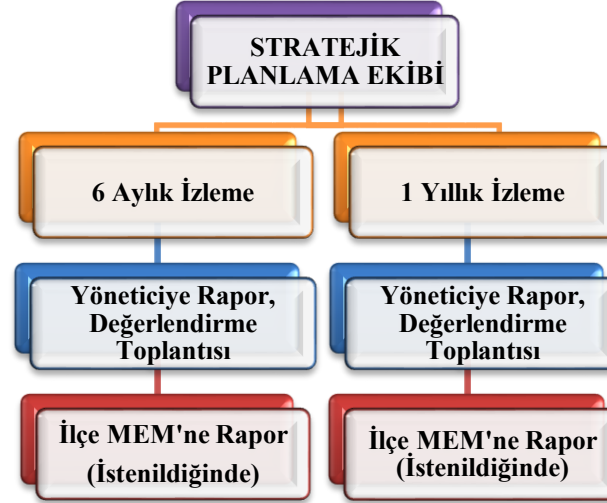 STRATEJİK
PLANLAMA EKİBİ
6 Aylık İzleme
1 Yıllık İzleme
Yöneticiye Rapor,
Değerlendirme
Toplantısı
Yöneticiye Rapor,
Değerlendirme
Toplantısı
İlçe MEM'ne Rapor
(İstenildiğinde)
İlçe MEM'ne Rapor
(İstenildiğinde)